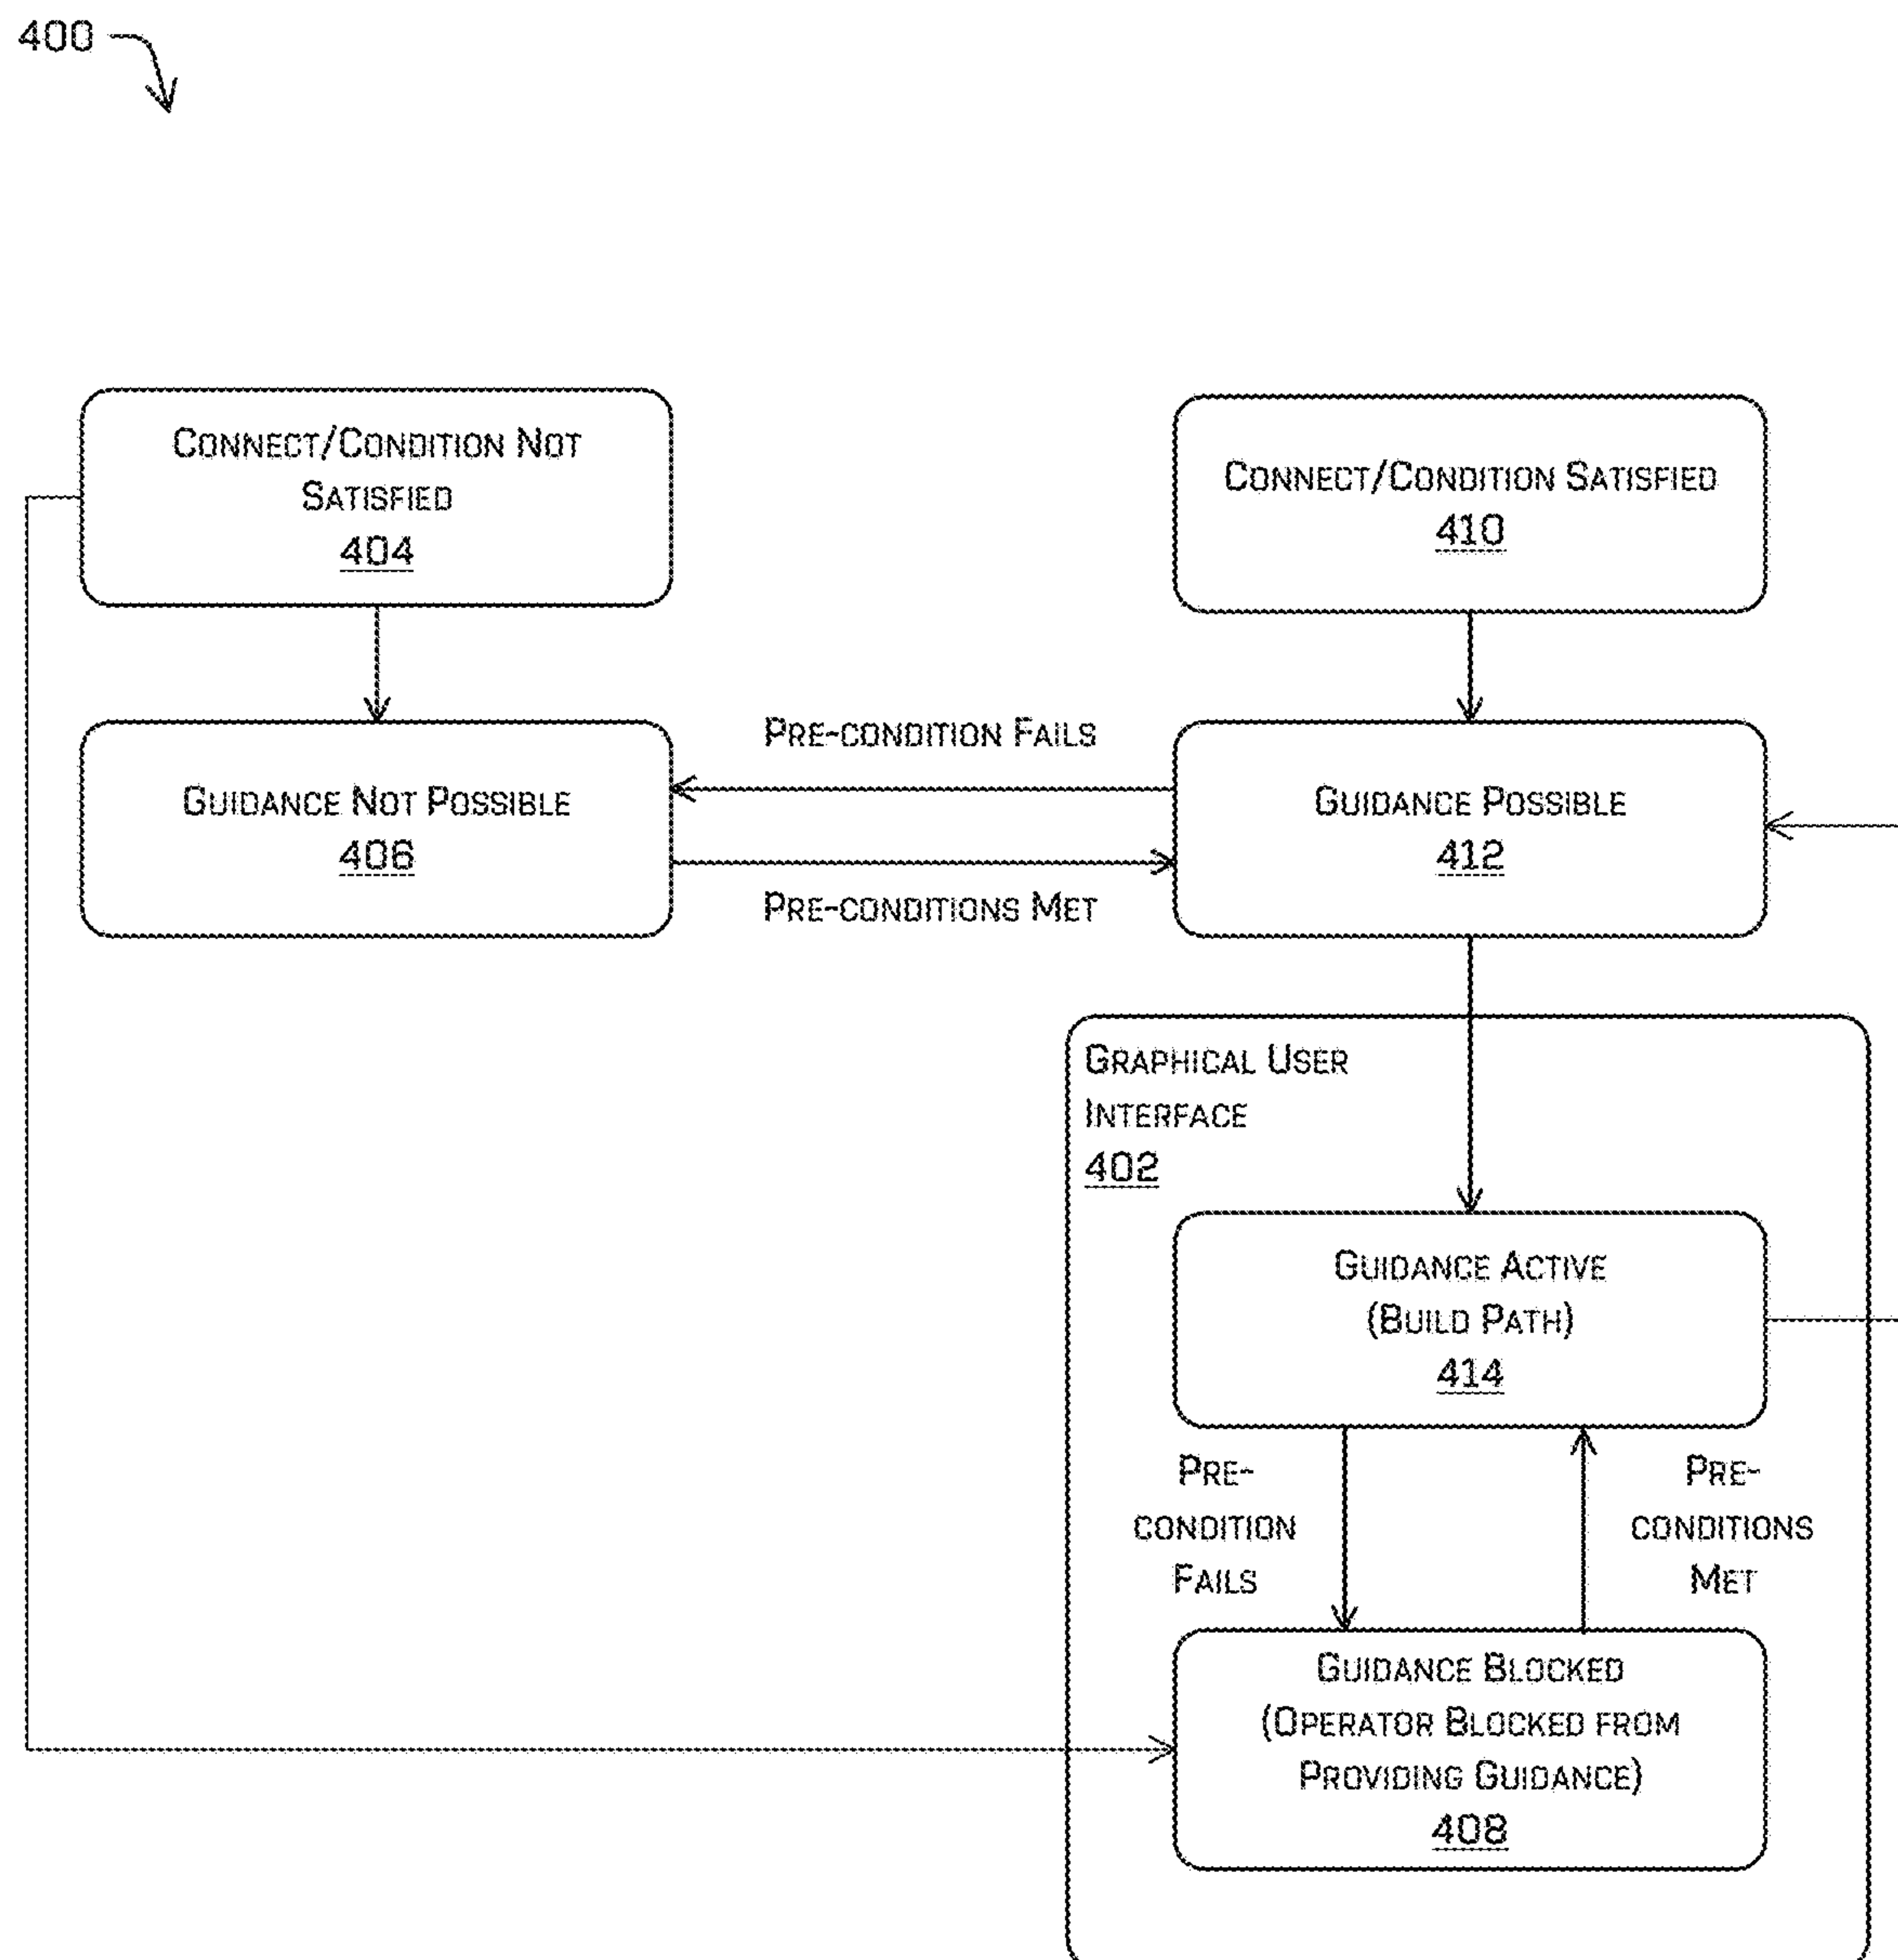 400
Connect/Condition Not
Satisfied
404
Connect/Condition Satisfied
410
Pre-condition Fails
Guidance Not Possible
406
Guidance Possible
412
Pre-conditions Met
Graphical User
Interface
402
Guidance Active
(Build Path)
414
Pre-
condition
Fails
Pre-
conditions
Met
Guidance Blocked
(Operator Blocked from
Providing Guidance)
408